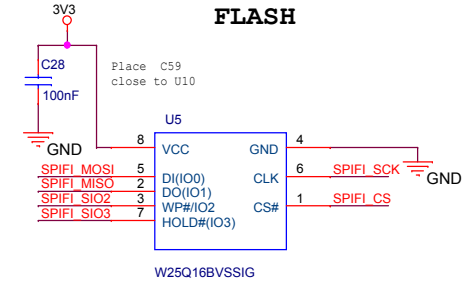 3V3
FLASH
C28
100nF
Place C59
close to U10
U5
GND
8
VCC
GND
4
GND
SPIFI_MOSI
5
DI(IO0)
CLK
6
SPIFI_SCK
SPIFI_MISO
2
DO(IO1)
SPIFI_SIO2
3
WP#/IO2
CS#
1
SPIFI_CS
SPIFI_SIO3
7
HOLD#(IO3)
W25Q16BVSSIG